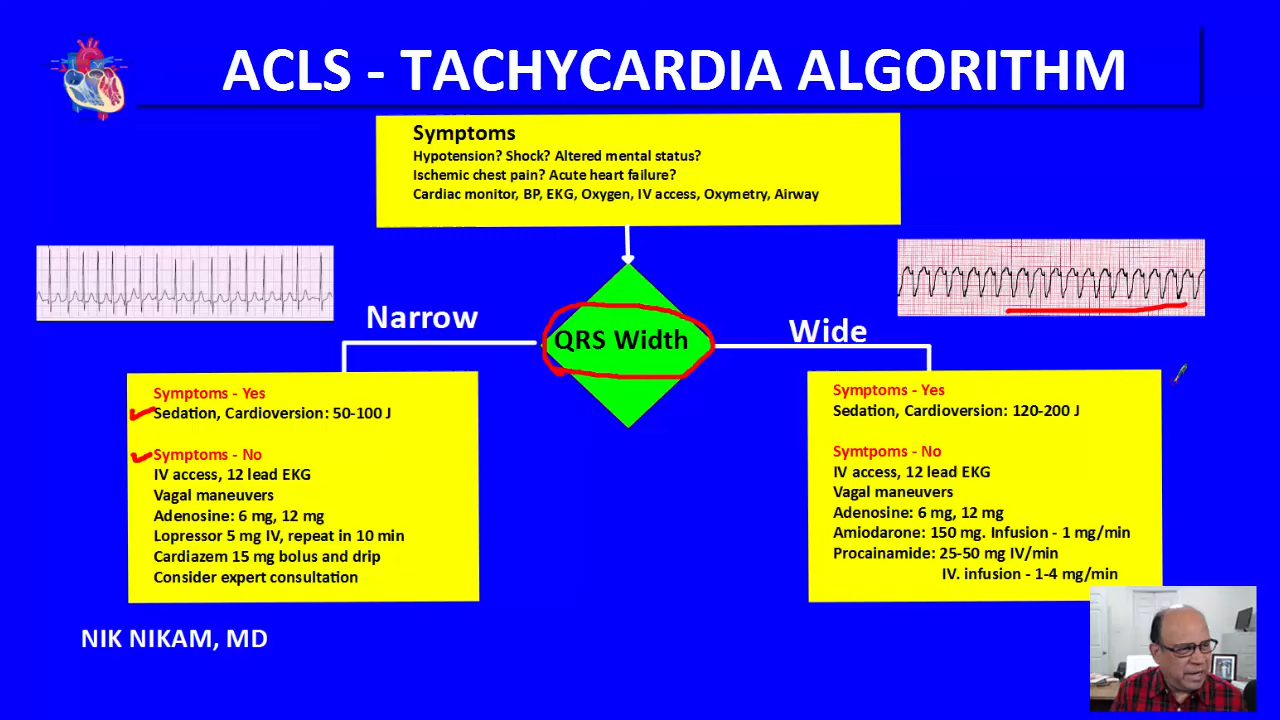 ACLS - TACHYCARDIA ALGORITHM
Symptoms
Hypotension? Shock? Altered mental status?
Ischemic chest pain? Acute heart failure?
Cardiac monitor, BP, EKG, Oxygen, IV access, Oxymetry, Airway
Narrow
QRS Width
Wide
Symptoms - Yes
Sedation, Cardioversion: 50-100 J
Symptoms - No
IV access, 12 lead EKG
Vagal maneuvers
Adenosine: 6 mg, 12 mg
Lopressor 5 mg IV, repeat in 10 min
Cardiazem 15 mg bolus and drip
Consider expert consultation
Symptoms - Yes
Sedation, Cardioversion: 120-200 J
Symtpoms - No
IV access, 12 lead EKG
Vagal maneuvers
Adenosine: 6 mg, 12 mg
Amiodarone: 150 mg. Infusion - 1 mg/min
Procainamide: 25-50 mg IV/min
IV. infusion - 1-4 mg/min
NIK NIKAM, MD